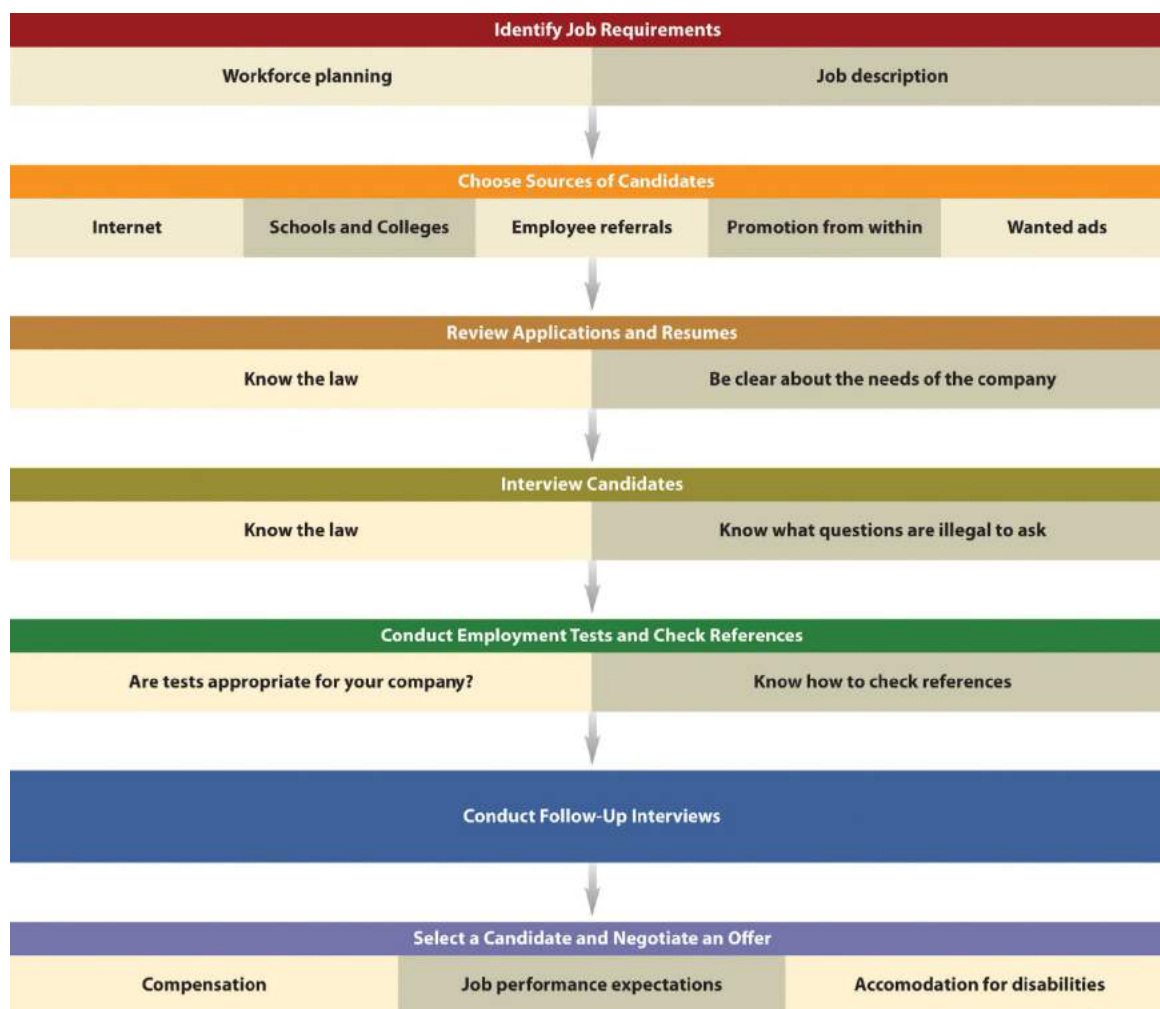 Identify Job Requirements
Workforce planning Job description
Choose Sources of Candidates
Internet Schools and Colleges Employee referrals Promotion from within Wanted ads
Review Applications and Resumes
Know the law Be clear about the needs of the company
Interview Candidates
Know the law Know what questions are illegal to ask
Conduct Employment Tests and Check References
Are tests appropriate for your company? Know how to check references
Conduct Follow-Up Interviews
Select a Candidate and Negotiate an Offer
Compensation Job performance expectations Accomodation for disabilities